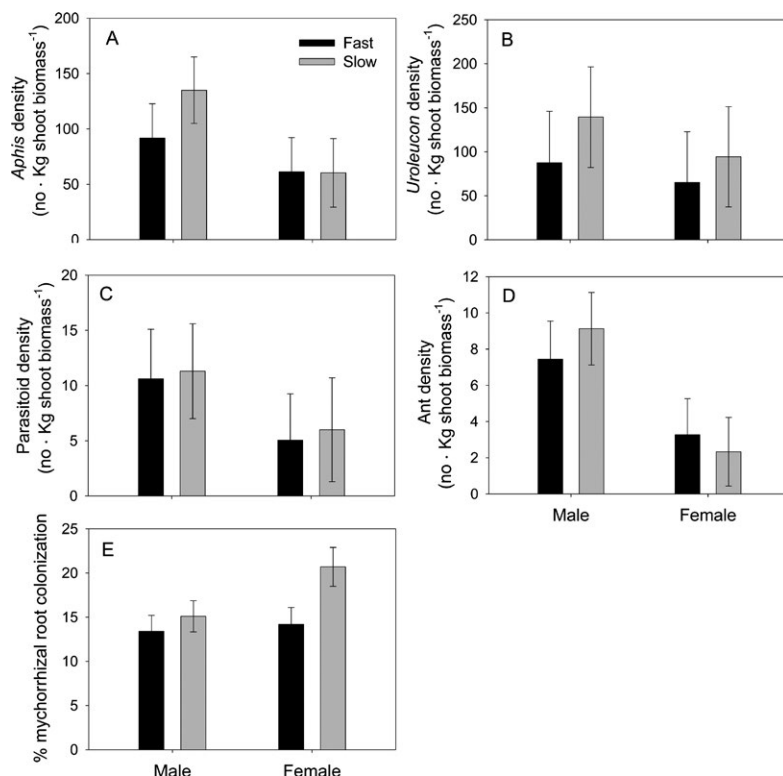 A
Fast
Slow
Aphis density
(no · Kg shoot biomass⁻¹)
200
150
100
50
0
B
Uroleucon density
(no · Kg shoot biomass⁻¹)
250
200
150
100
50
0
C
Parasitoid density
(no · Kg shoot biomass⁻¹)
20
15
10
5
0
D
Ant density
(no · Kg shoot biomass⁻¹)
12
10
8
6
4
2
0
Male Female
E
% mychorrhizal root colonization
25
20
15
10
5
0
Male Female